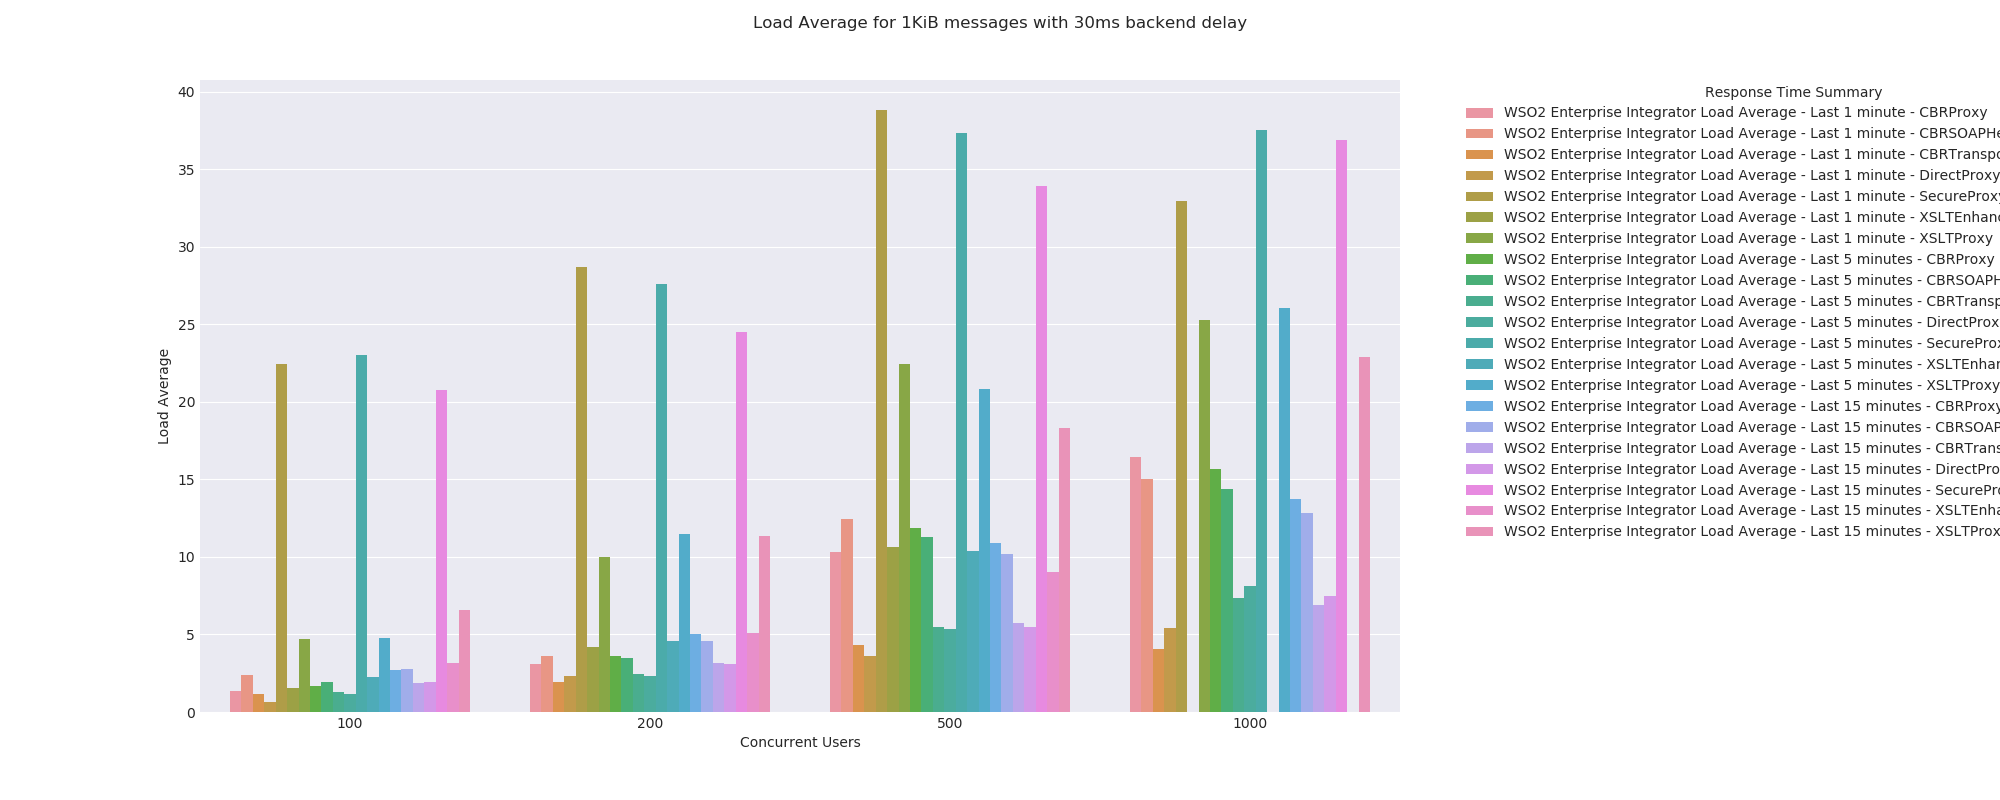 Load Average for 1KiB messages with 30ms backend delay
40
35
30
25
20
15
10
5
0
Load Average
100 200 500 1000
Concurrent Users
Response Time Summary
WSO2 Enterprise Integrator Load Average - Last 1 minute - CBRProxy
WSO2 Enterprise Integrator Load Average - Last 1 minute - CBRSOAPHe
WSO2 Enterprise Integrator Load Average - Last 1 minute - CBRTranspo
WSO2 Enterprise Integrator Load Average - Last 1 minute - DirectProxy
WSO2 Enterprise Integrator Load Average - Last 1 minute - SecureProxy
WSO2 Enterprise Integrator Load Average - Last 1 minute - XSLTEnhanc
WSO2 Enterprise Integrator Load Average - Last 1 minute - XSLTProxy
WSO2 Enterprise Integrator Load Average - Last 5 minutes - CBRProxy
WSO2 Enterprise Integrator Load Average - Last 5 minutes - CBRSOAPH
WSO2 Enterprise Integrator Load Average - Last 5 minutes - CBRTransp
WSO2 Enterprise Integrator Load Average - Last 5 minutes - DirectProx
WSO2 Enterprise Integrator Load Average - Last 5 minutes - SecureProx
WSO2 Enterprise Integrator Load Average - Last 5 minutes - XSLTEnhan
WSO2 Enterprise Integrator Load Average - Last 5 minutes - XSLTProxy
WSO2 Enterprise Integrator Load Average - Last 15 minutes - CBRProxy
WSO2 Enterprise Integrator Load Average - Last 15 minutes - CBRSOAP
WSO2 Enterprise Integrator Load Average - Last 15 minutes - CBRTrans
WSO2 Enterprise Integrator Load Average - Last 15 minutes - DirectPro
WSO2 Enterprise Integrator Load Average - Last 15 minutes - SecurePro
WSO2 Enterprise Integrator Load Average - Last 15 minutes - XSLTEnha
WSO2 Enterprise Integrator Load Average - Last 15 minutes - XSLTProx